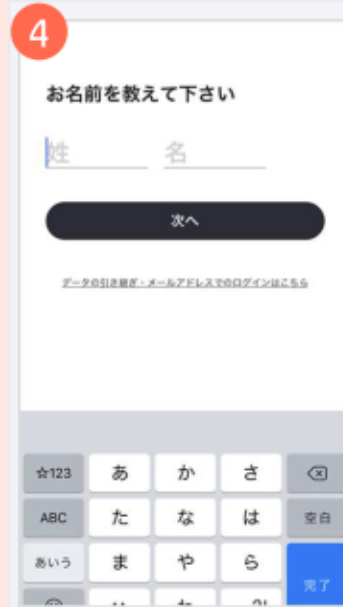 4
お名前を教えて下さい
姓 名
次へ
データの引き継ぎ・メールアドレスでのログインはこちら
☆123 あ か さ
ABC た な は 空白
あいう ま や ら
完了